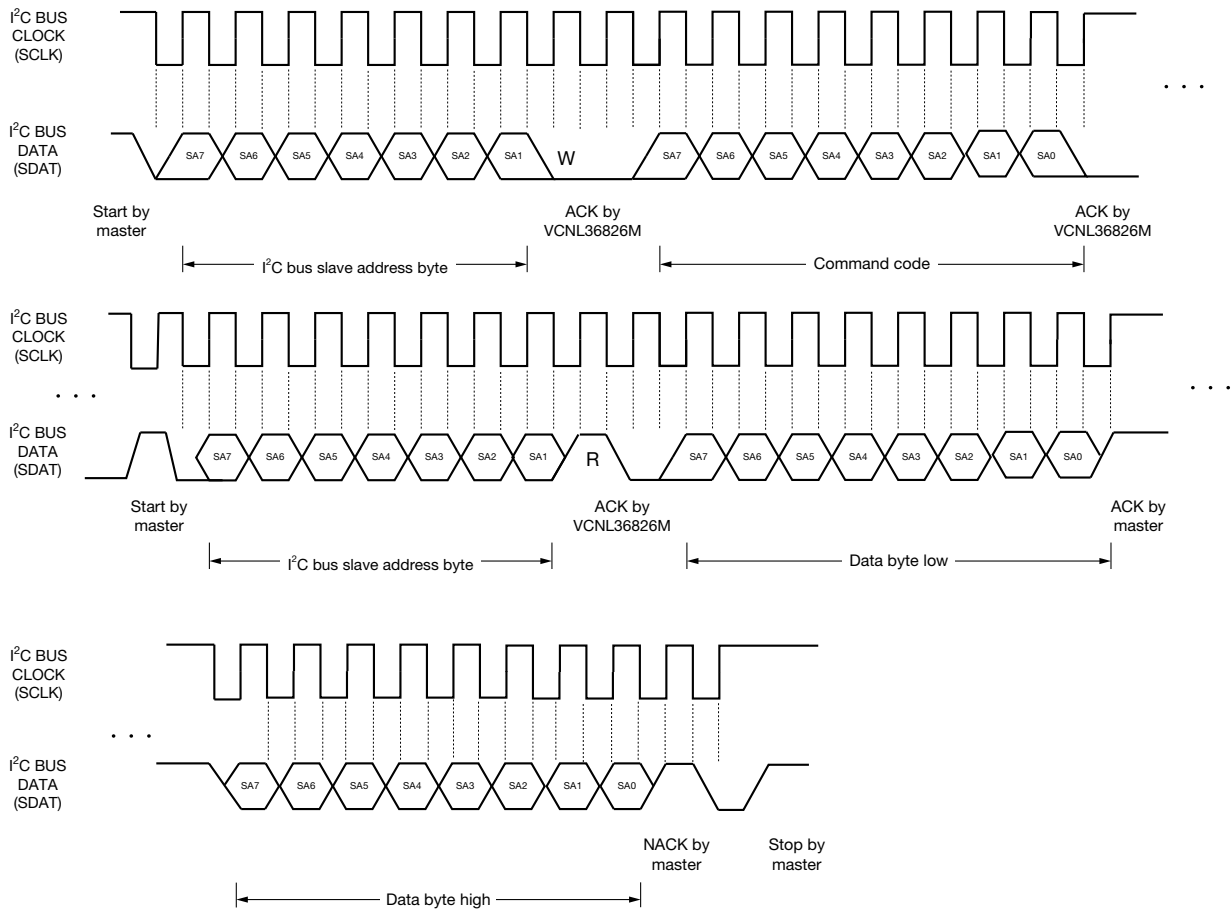 I²C BUS
CLOCK
(SCLK)
. . .
I²C BUS
DATA
(SDAT)
SA7 SA6 SA5 SA4 SA3 SA2 SA1 W SA7 SA6 SA5 SA4 SA3 SA2 SA1 SA0
Start by
master
ACK by
VCNL36826M
ACK by
VCNL36826M
I²C bus slave address byte
Command code
I²C BUS
CLOCK
(SCLK)
. . .
. . .
I²C BUS
DATA
(SDAT)
SA7 SA6 SA5 SA4 SA3 SA2 SA1 R SA7 SA6 SA5 SA4 SA3 SA2 SA1 SA0
Start by
master
ACK by
VCNL36826M
ACK by
master
I²C bus slave address byte
Data byte low
I²C BUS
CLOCK
(SCLK)
. . .
I²C BUS
DATA
(SDAT)
SA7 SA6 SA5 SA4 SA3 SA2 SA1 SA0
NACK by
master
Stop by
master
Data byte high